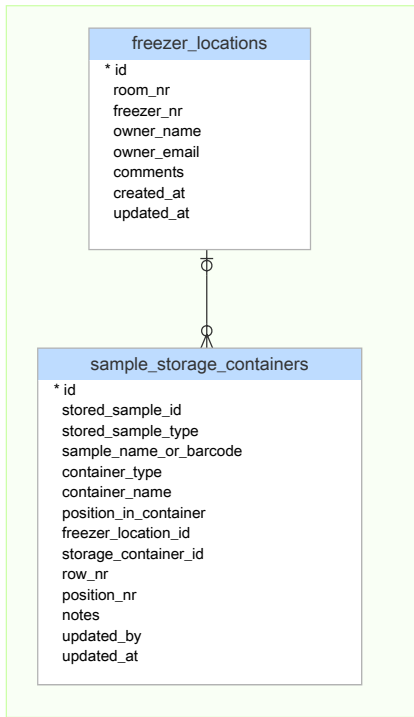 freezer_locations
* id
room_nr
freezer_nr
owner_name
owner_email
comments
created_at
updated_at
sample_storage_containers
* id
stored_sample_id
stored_sample_type
sample_name_or_barcode
container_type
container_name
position_in_container
freezer_location_id
storage_container_id
row_nr
position_nr
notes
updated_by
updated_at